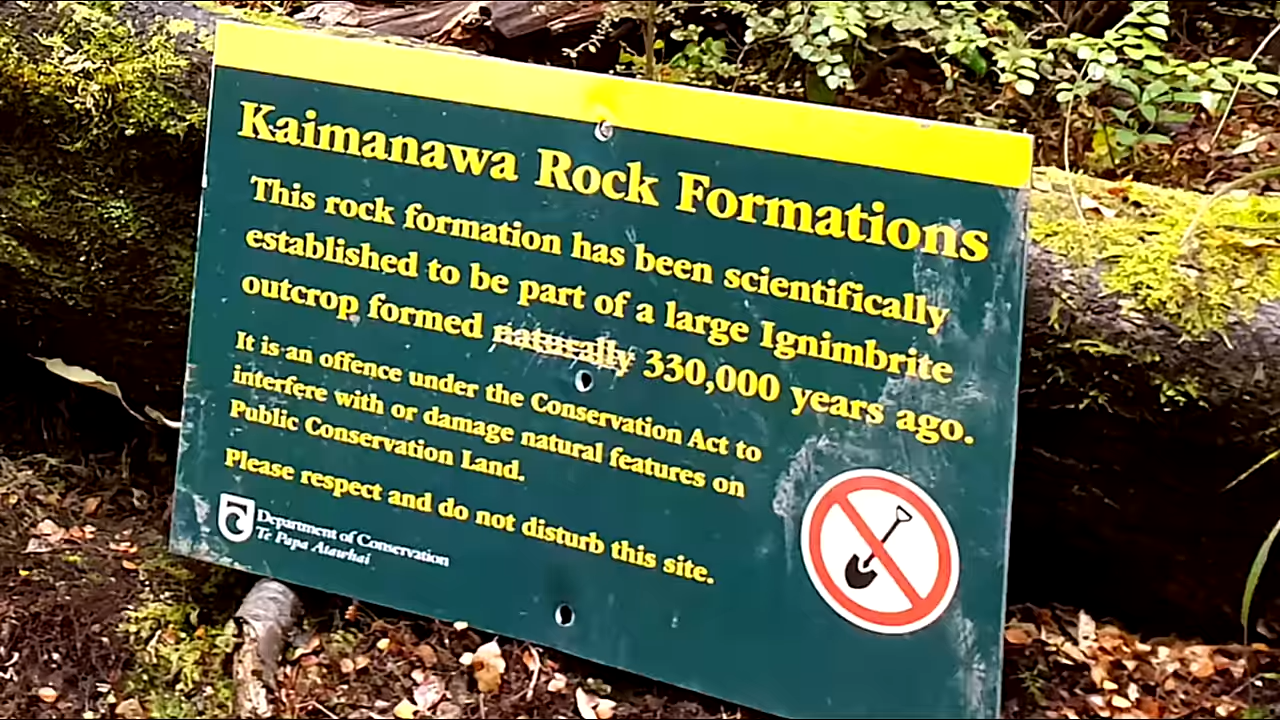 Kaimanawa Rock Formations
This rock formation has been scientifically
established to be part of a large Ignimbrite
outcrop formed naturally 330,000 years ago.
It is an offence under the Conservation Act to
interfere with or damage natural features on
Public Conservation Land.
Please respect and do not disturb this site.
Department of Conservation
Te Papa Atawhai